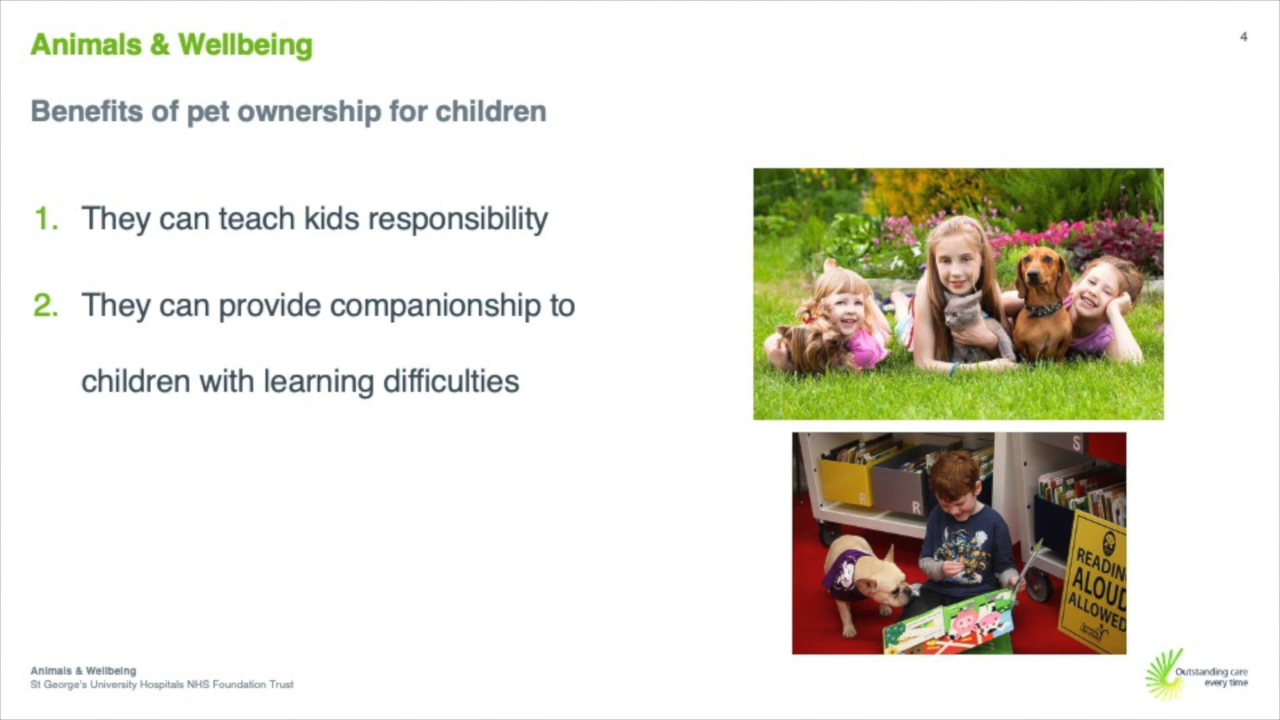 Animals & Wellbeing
4
Benefits of pet ownership for children
1. They can teach kids responsibility
2. They can provide companionship to
children with learning difficulties
S
R
R
READIN
ALOUD
ALLOWED
Animals & Wellbeing
St George's University Hospitals NHS Foundation Trust
Outstanding care
every time